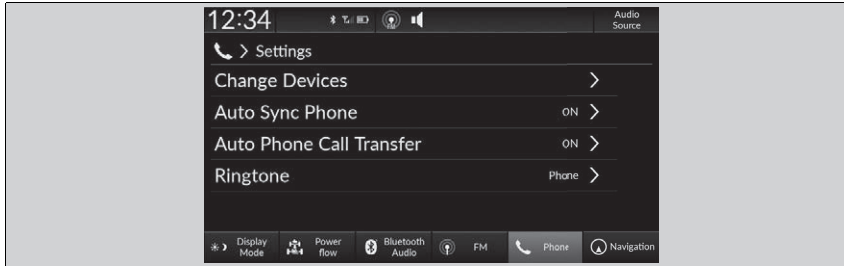 12:34
Audio
Source
> Settings
Change Devices >
Auto Sync Phone ON >
Auto Phone Call Transfer ON >
Ringtone Phone >
Display
Mode
Power
flow
Bluetooth
Audio
FM
Phone
Navigation